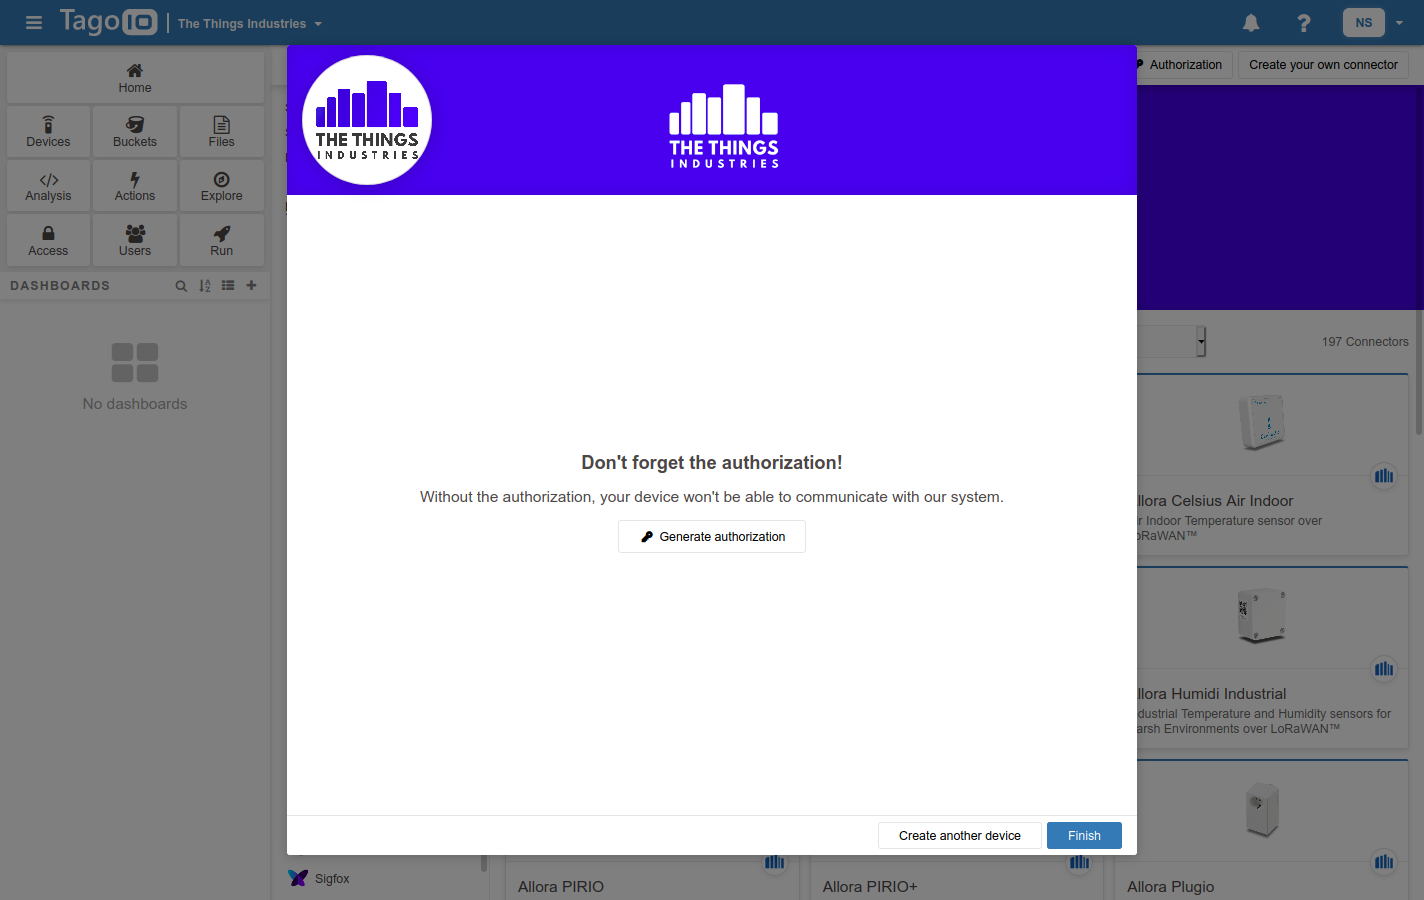 TagoIO
The Things Industries
NS
Home
Devices
Buckets
Files
Analysis
Actions
Explore
Access
Users
Run
DASHBOARDS
No dashboards
Authorization
Create your own connector
THE THINGS
INDUSTRIES
THE THINGS
INDUSTRIES
Don't forget the authorization!
Without the authorization, your device won't be able to communicate with our system.
Generate authorization
Create another device
Finish
197 Connectors
llora Celsius Air Indoor
r Indoor Temperature sensor over
oRaWAN™
llora Humidi Industrial
dustrial Temperature and Humidity sensors for
arsh Environments over LoRaWAN™
Sigfox
Allora PIRIO
Allora PIRIO+
Allora Plugio